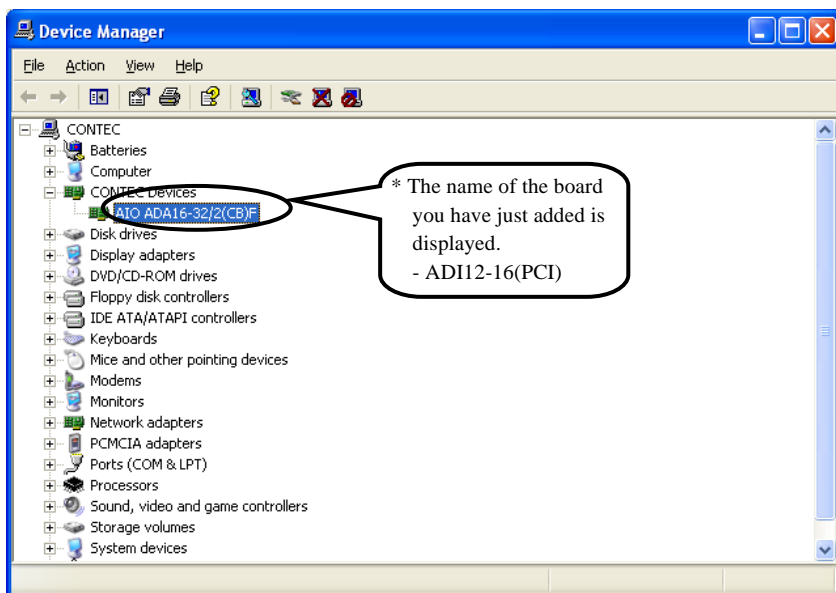 Device Manager
File Action View Help
CONTEC
Batteries
Computer
CONTEC Devices
AIO ADA16-32/2(CB)F
Disk drives
Display adapters
DVD/CD-ROM drives
Floppy disk controllers
IDE ATA/ATAPI controllers
Keyboards
Mice and other pointing devices
Modems
Monitors
Network adapters
PCMCIA adapters
Ports (COM & LPT)
Processors
Sound, video and game controllers
Storage volumes
System devices
* The name of the board
you have just added is
displayed.
- ADI12-16(PCI)